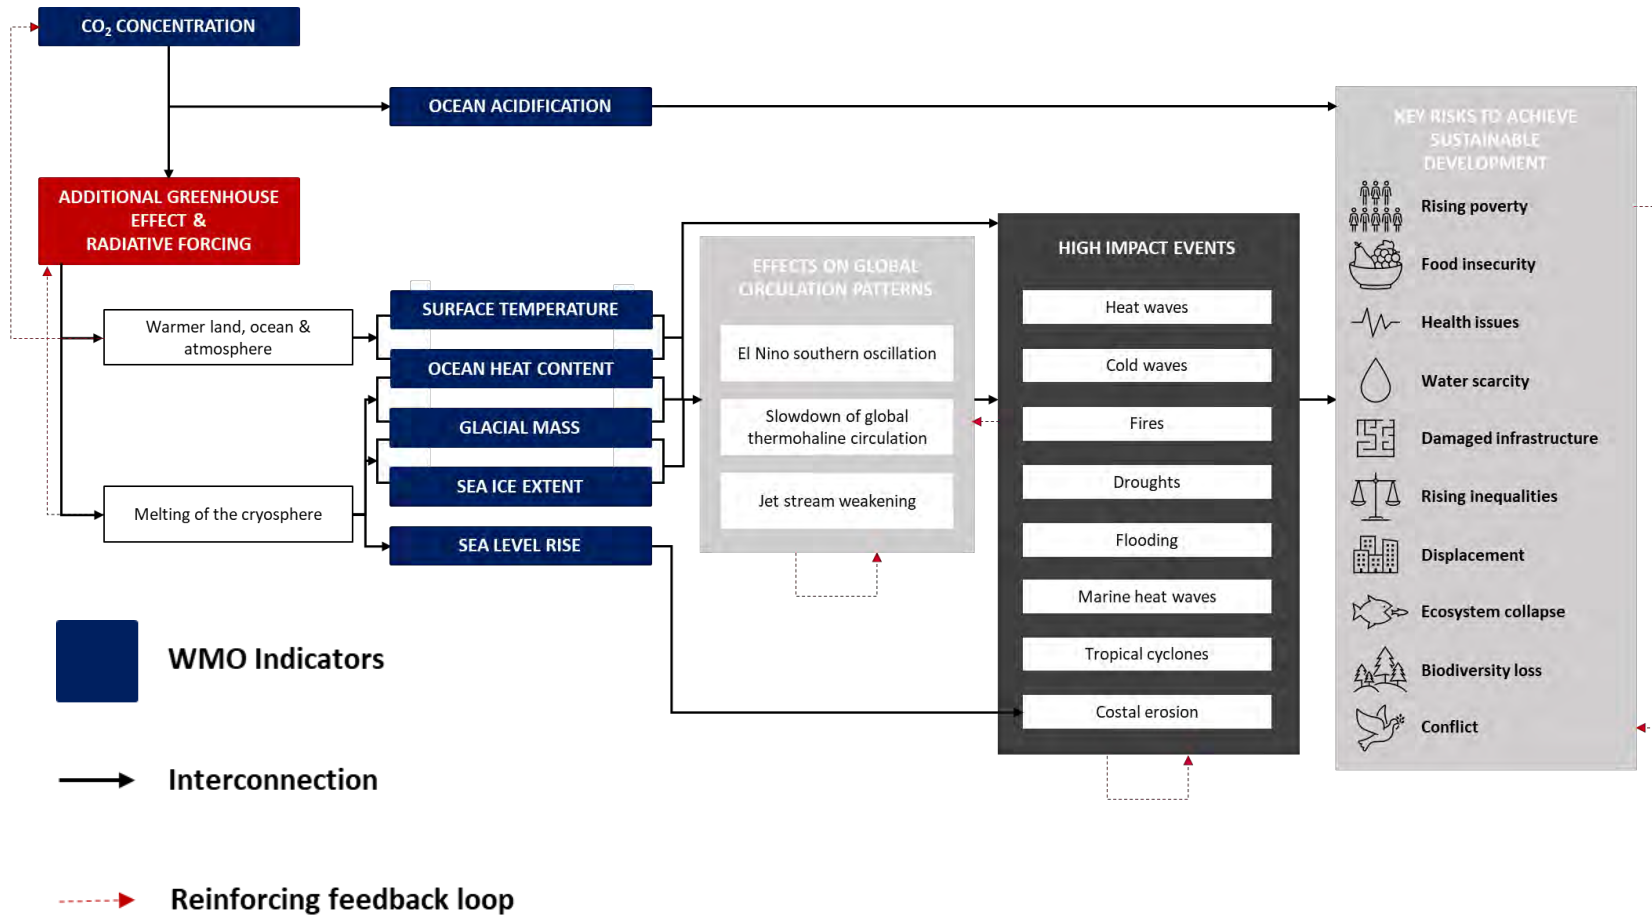 CO₂ CONCENTRATION
OCEAN ACIDIFICATION
ADDITIONAL GREENHOUSE
EFFECT &
RADIATIVE FORCING
Warmer land, ocean &
atmosphere
Melting of the cryosphere
SURFACE TEMPERATURE
OCEAN HEAT CONTENT
GLACIAL MASS
SEA ICE EXTENT
SEA LEVEL RISE
EFFECTS ON GLOBAL
CIRCULATION PATTERNS
El Nino southern oscillation
Slowdown of global
thermohaline circulation
Jet stream weakening
HIGH IMPACT EVENTS
Heat waves
Cold waves
Fires
Droughts
Flooding
Marine heat waves
Tropical cyclones
Costal erosion
KEY RISKS TO ACHIEVE
SUSTAINABLE
DEVELOPMENT
Rising poverty
Food insecurity
Health issues
Water scarcity
Damaged infrastructure
Rising inequalities
Displacement
Ecosystem collapse
Biodiversity loss
Conflict
WMO Indicators
Interconnection
Reinforcing feedback loop